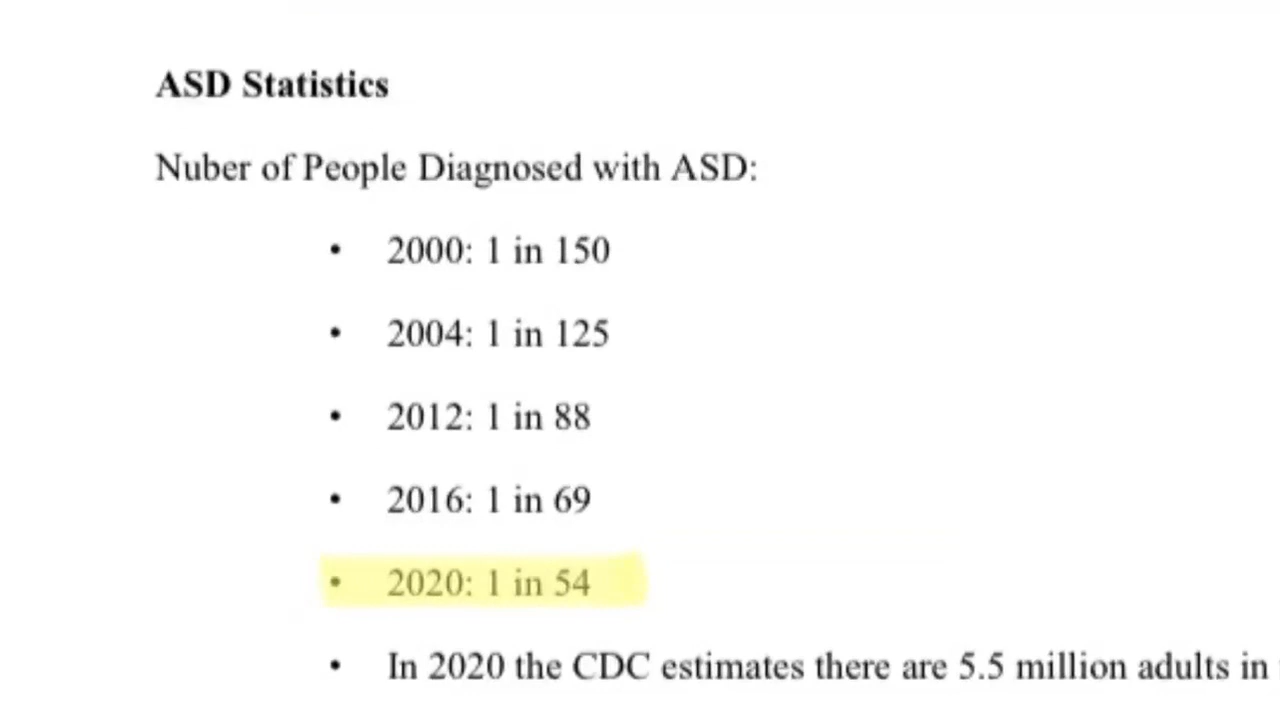 ASD Statistics
Nuber of People Diagnosed with ASD:
• 2000: 1 in 150
• 2004: 1 in 125
• 2012: 1 in 88
• 2016: 1 in 69
• 2020: 1 in 54
• In 2020 the CDC estimates there are 5.5 million adults in